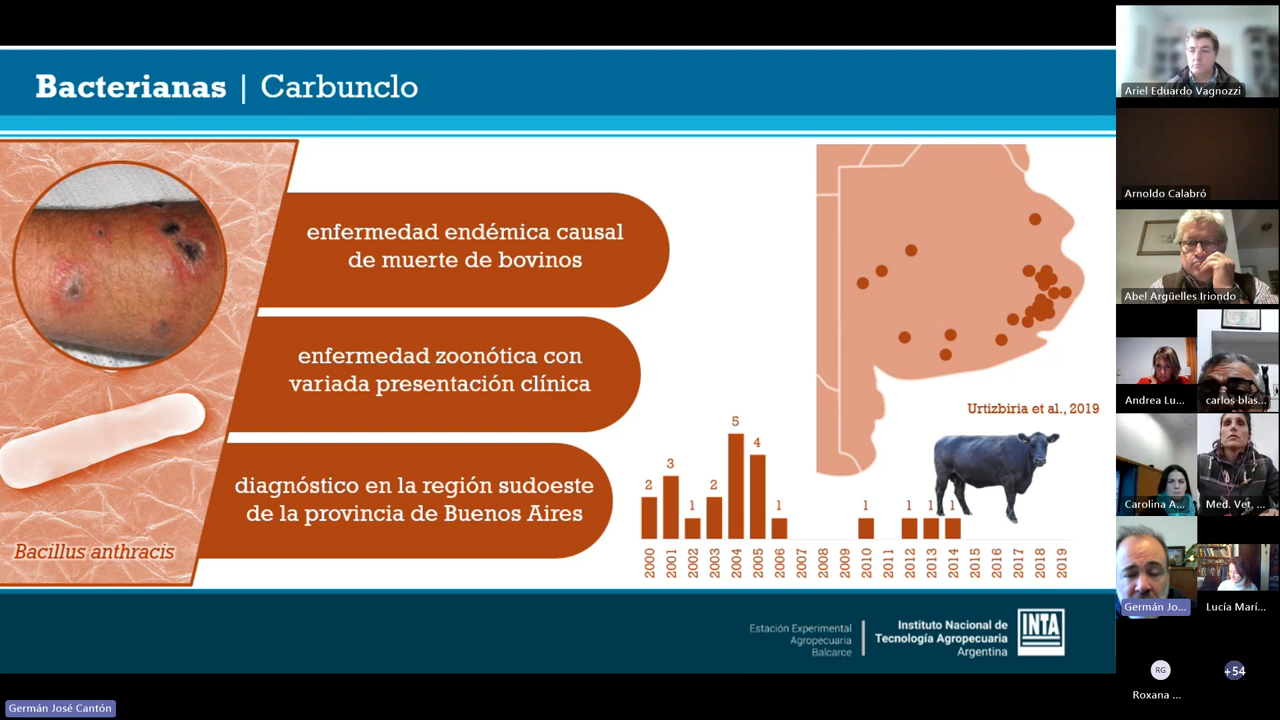 Bacterianas | Carbunclo
enfermedad endémica causal
de muerte de bovinos
enfermedad zoonótica con
variada presentación clínica
diagnóstico en la región sudoeste
de la provincia de Buenos Aires
Bacillus anthracis
Urtizbiria et al., 2019
2
3
1
2
5
4
1
1
1
1
1
2000
2001
2002
2003
2004
2005
2006
2007
2008
2009
2010
2012
2013
2014
2015
2016
2017
2018
2019
Estación Experimental
Agropecuaria
Balcarce
Instituto Nacional de
Tecnología Agropecuaria
Argentina
INTA
Germán José Cantón
Ariel Eduardo Vagnozzi
Arnoldo Calabró
Abel Argüelles Iriondo
Andrea Lu...
carlos blas...
Carolina A...
Med. Vet. ...
Germán Jo...
Lucía Marí...
RG
+54
Roxana ...